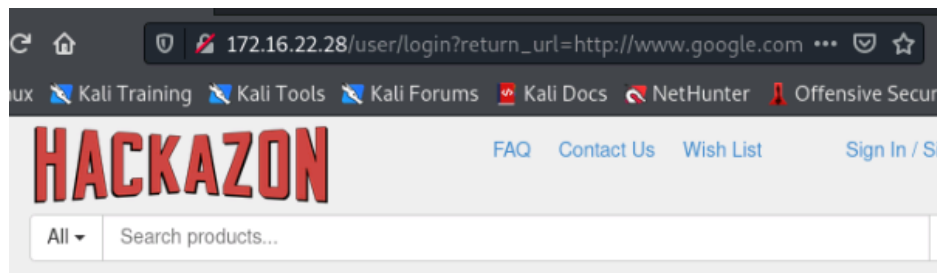 172.16.22.28/user/login?return_url=http://www.google.com •••
Kali Training Kali Tools Kali Forums Kali Docs NetHunter Offensive
HACKAZON FAQ Contact Us Wish List Sign In /
All Search products...